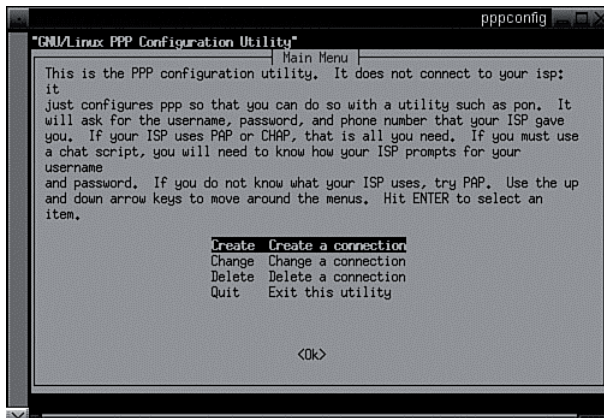 pppconfig
"GNU/Linux PPP Configuration Utility"
Main Menu
This is the PPP configuration utility. It does not connect to your isp:
it
just configures ppp so that you can do so with a utility such as pon. It
will ask for the username, password, and phone number that your ISP gave
you. If your ISP uses PAP or CHAP, that is all you need. If you must use
a chat script, you will need to know how your ISP prompts for your
username
and password. If you do not know what your ISP uses, try PAP. Use the up
and down arrow keys to move around the menus. Hit ENTER to select an
item.
Create Create a connection
Change Change a connection
Delete Delete a connection
Quit Exit this utility
<Ok>